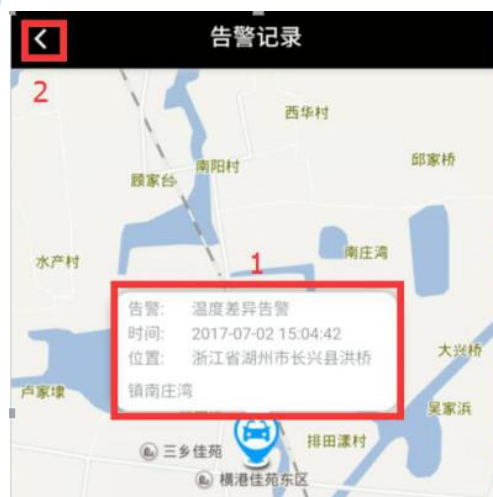 告警记录
2
西华村
邱家桥
南阳村
顾家台
南庄湾
水产村
1
告警: 温度差异告警
时间: 2017-07-02 15:04:42
位置: 浙江省湖州市长兴县洪桥
镇南庄湾
大兴桥
卢家埭
吴家浜
三乡佳苑
排田漾村
横港佳苑东区